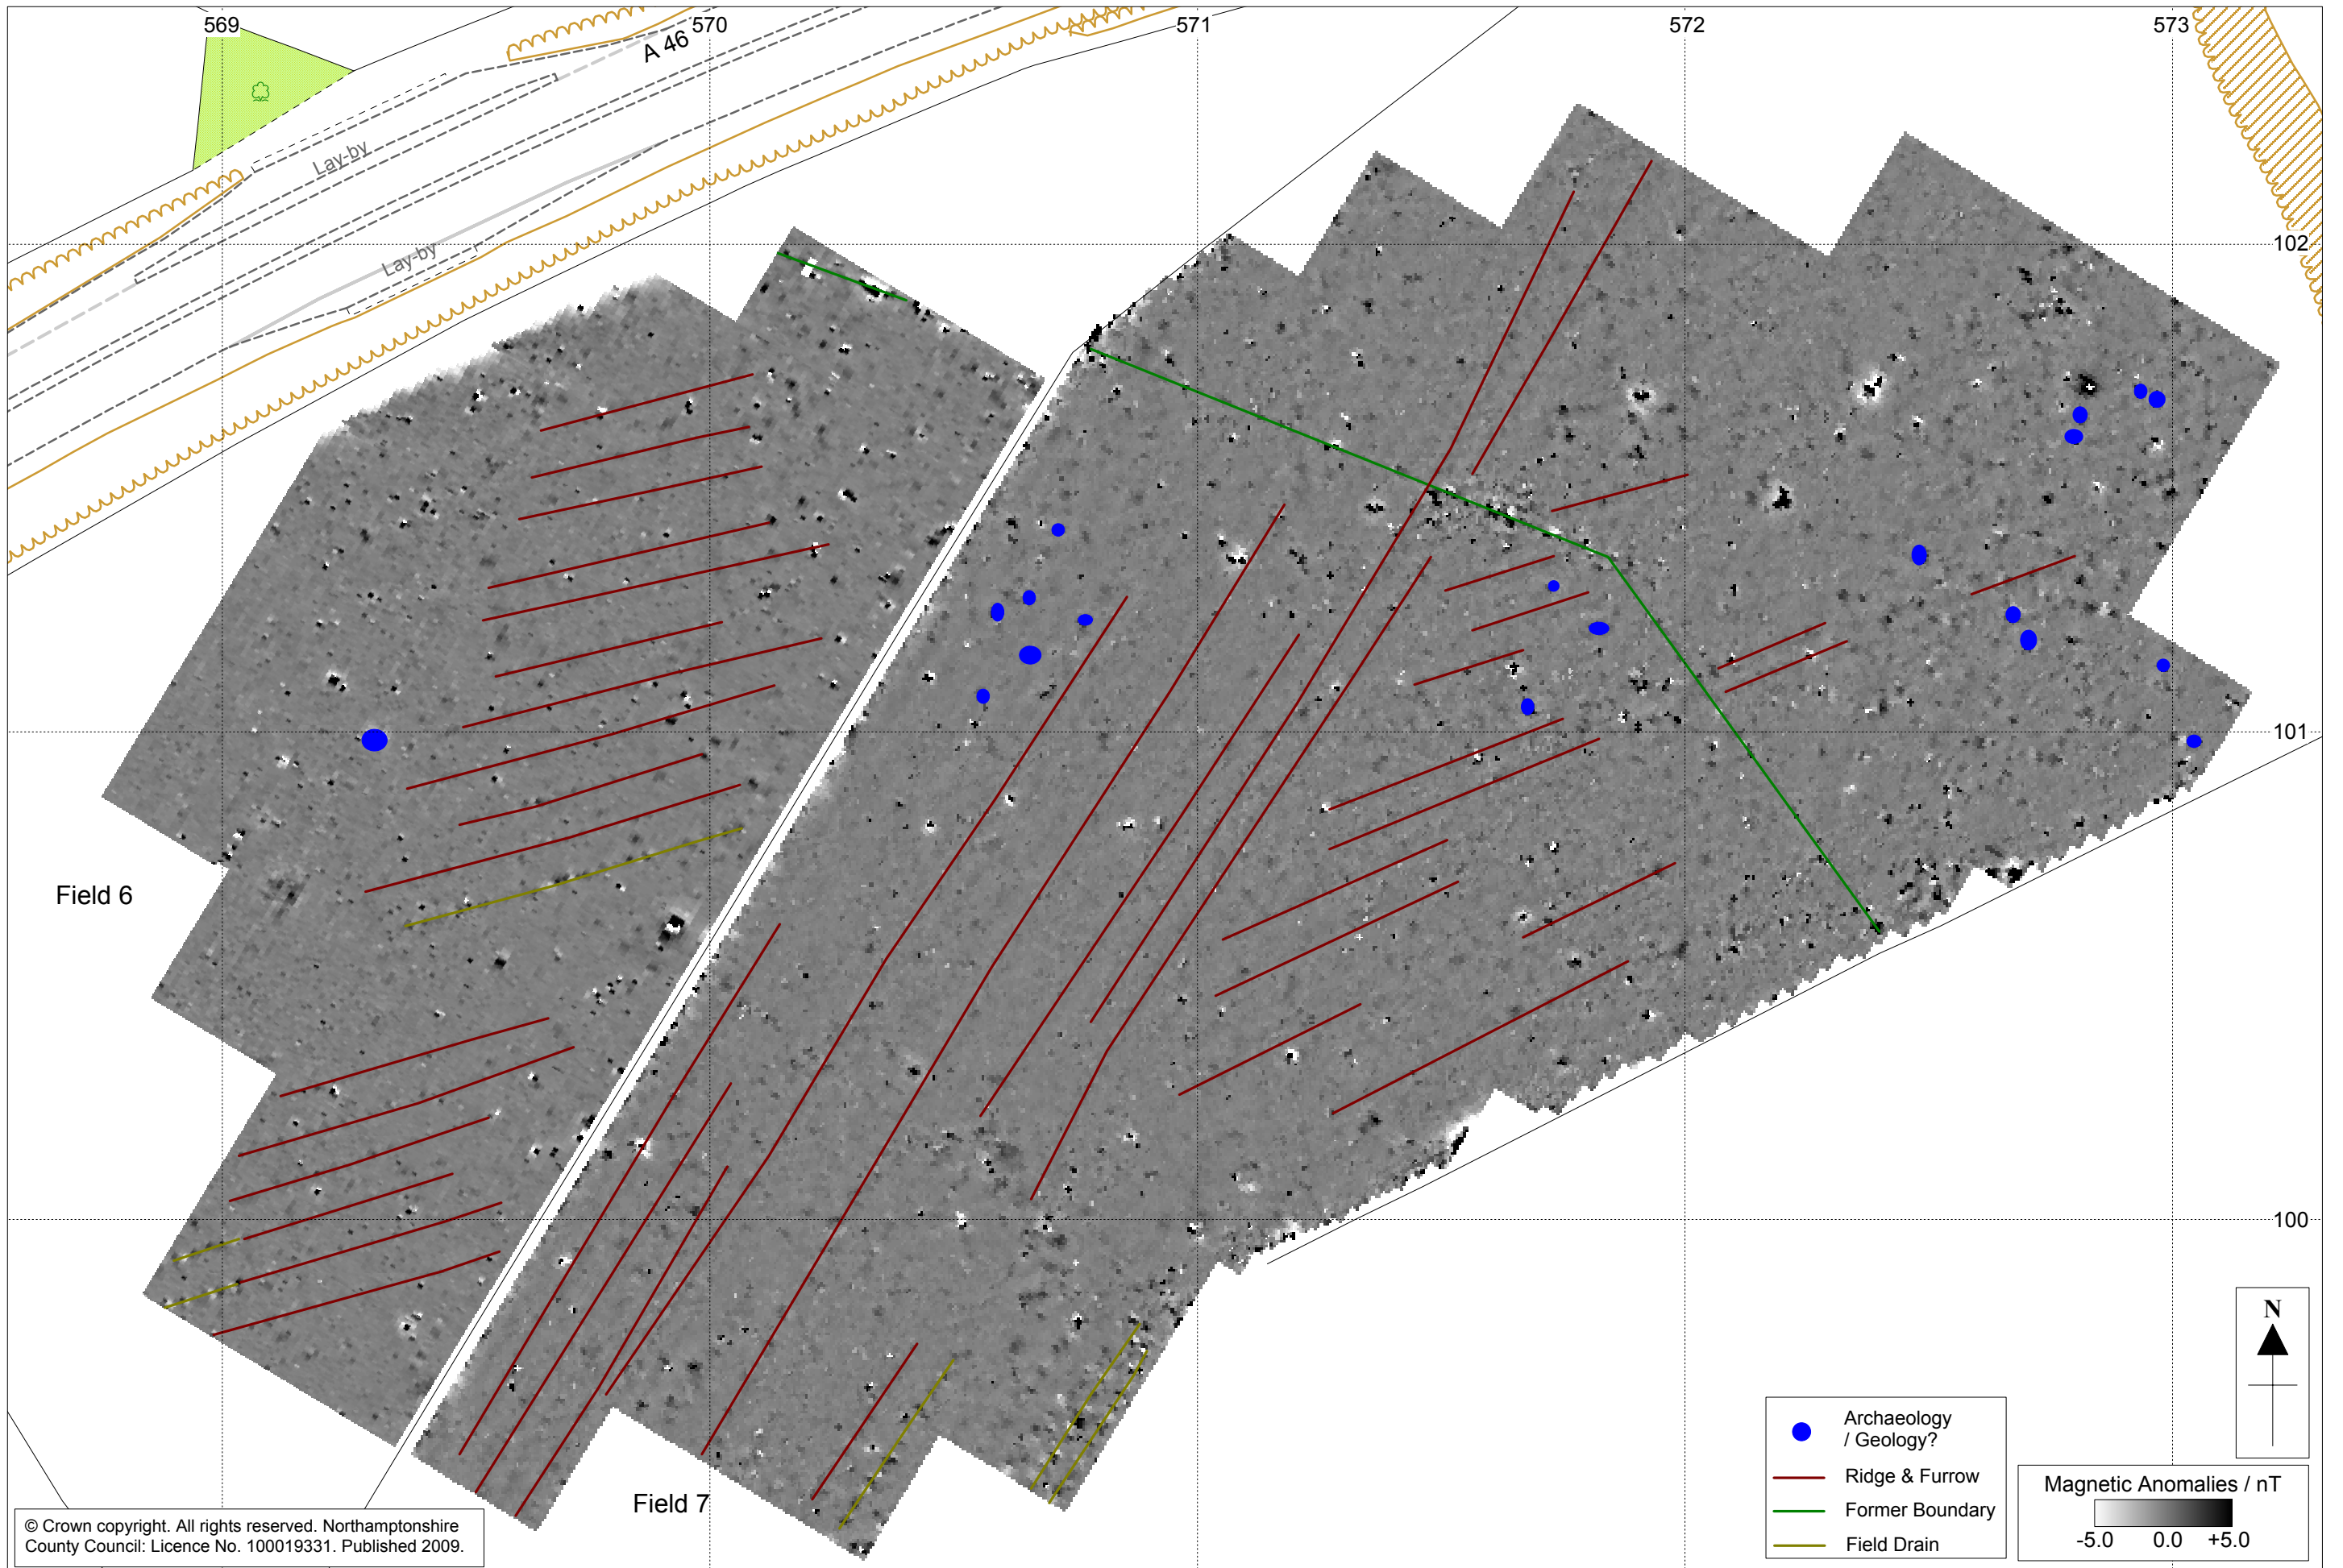 569
570
571
572
573
A 46
Lay-by
Lay-by
102
101
Field 6
100
Field 7
N
Archaeology
/ Geology?
Ridge & Furrow
Former Boundary
Field Drain
Magnetic Anomalies / nT
-5.0 0.0 +5.0
© Crown copyright. All rights reserved. Northamptonshire
County Council: Licence No. 100019331. Published 2009.